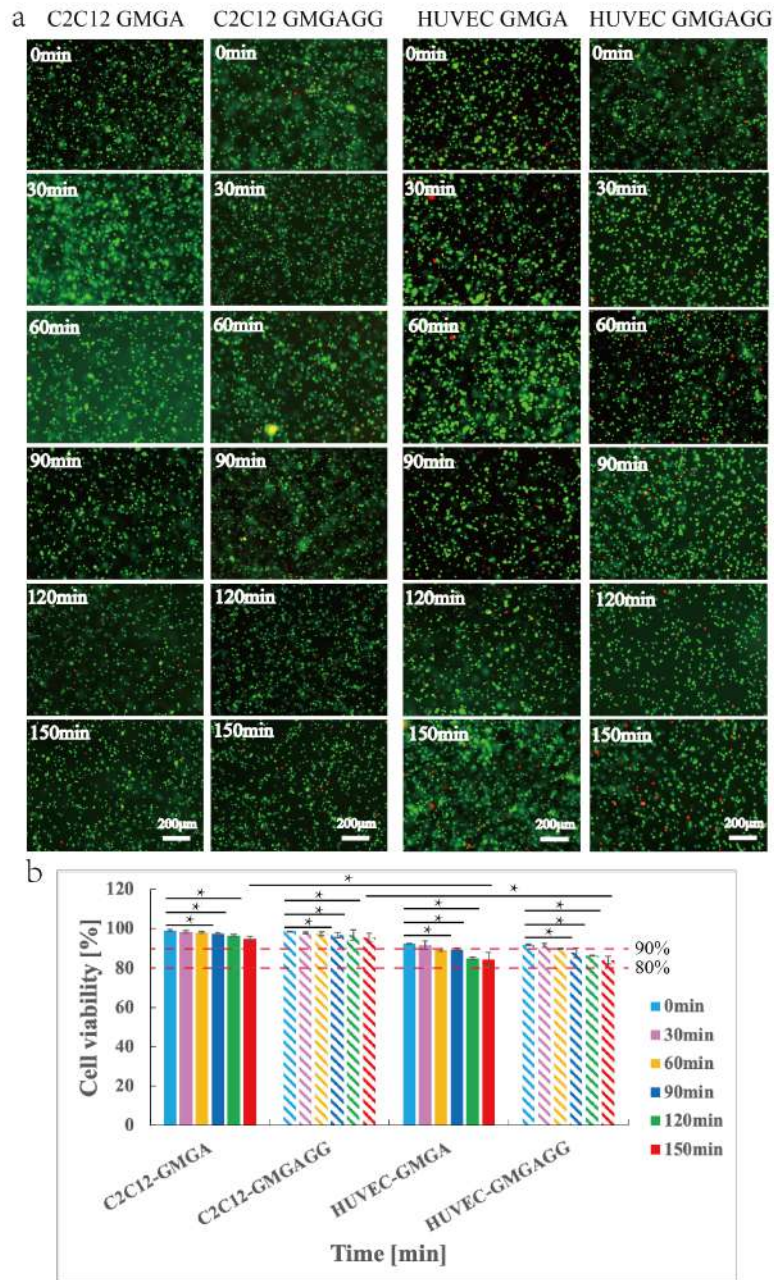 a
C2C12 GMGA C2C12 GMGAGG HUVEC GMGA HUVEC GMGAGG
0min 0min 0min 0min
30min 30min 30min 30min
60min 60min 60min 60min
90min 90min 90min 90min
120min 120min 120min 120min
150min 150min 150min 150min
200μm 200μm 200μm 200μm
b
120
100
80
60
40
20
0
Cell viability [%]
* * * * * * * * * * * * * *
90%
80%
0min
30min
60min
90min
120min
150min
C2C12-GMGA
C2C12-GMGAGG
HUVEC-GMGA
HUVEC-GMGAGG
Time [min]